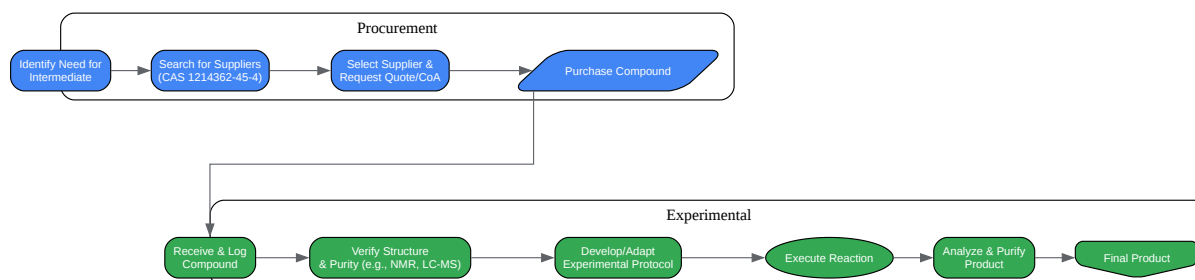 Procurement
Identify Need for
Intermediate
Search for Suppliers
(CAS 1214362-45-4)
Select Supplier &
Request Quote/CoA
Purchase Compound
Experimental
Receive & Log
Compound
Verify Structure
& Purity (e.g., NMR, LC-MS)
Develop/Adapt
Experimental Protocol
Execute Reaction
Analyze & Purify
Product
Final Product